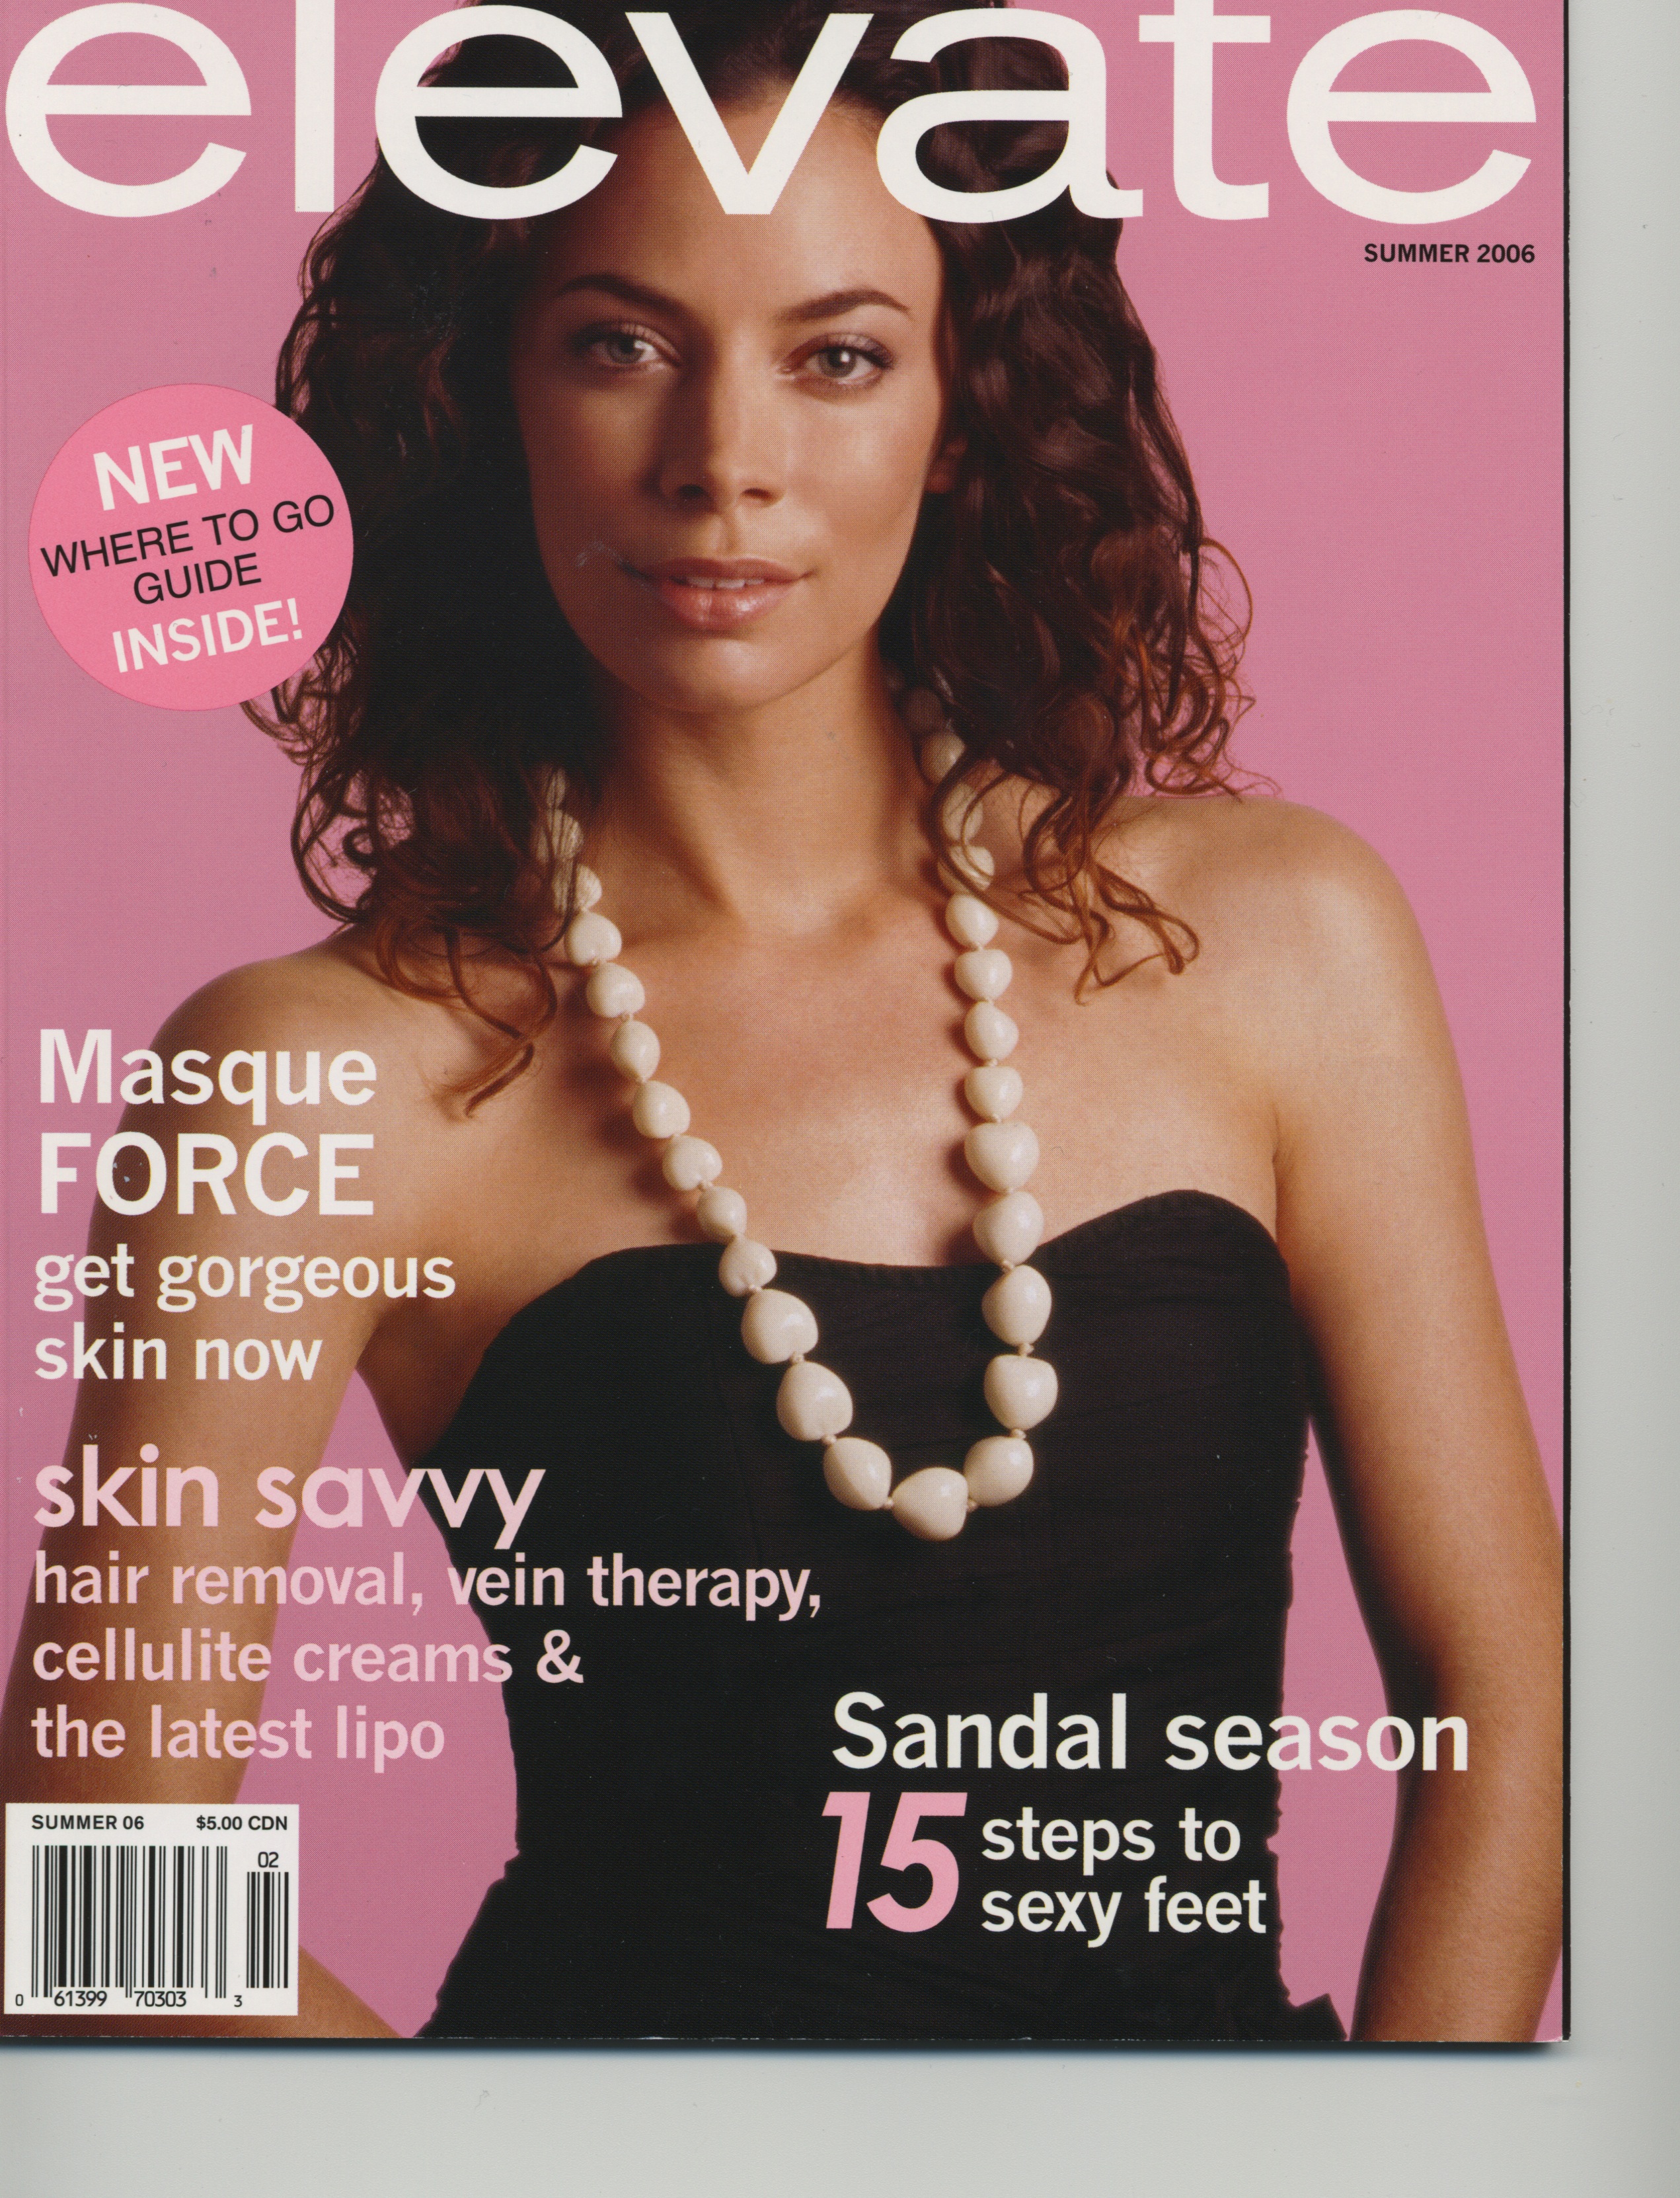 elevate
SUMMER 2006
NEW
WHERE TO GO
GUIDE
INSIDE!
Masque
FORCE
get gorgeous
skin now
skin savvy
hair removal, vein therapy,
cellulite creams &
the latest lipo
Sandal season
15 steps to
sexy feet
SUMMER 06 $5.00 CDN
02
0 61399 70303 3